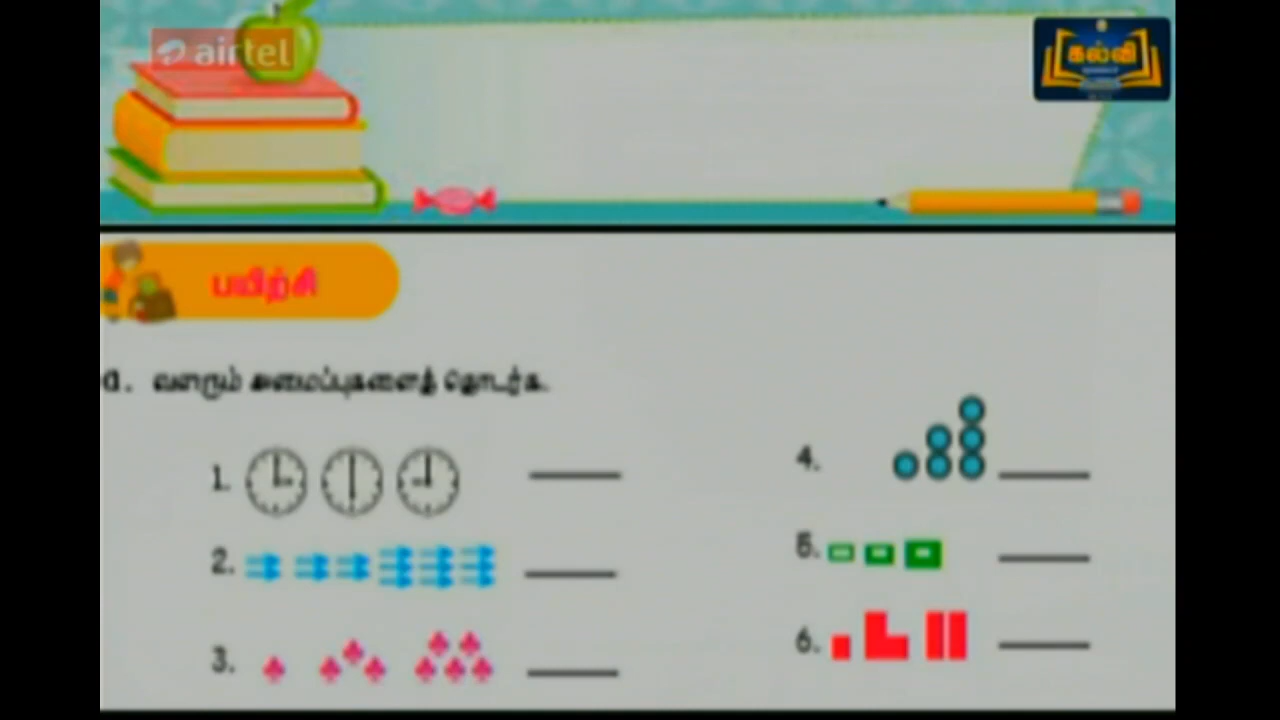 airtel
கல்வி
பயிற்சி
அ. வளரும் அமைப்புகளைத் தொடர்க.
1.
2.
3.
4.
5.
6.